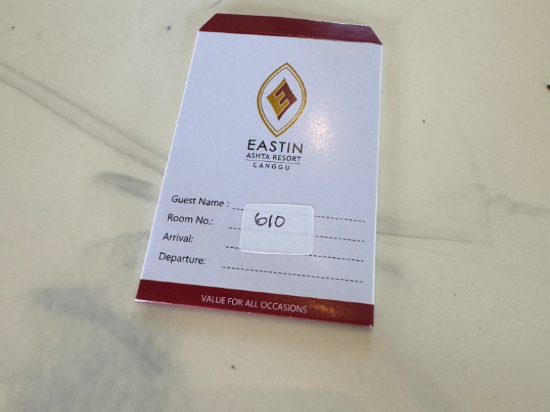 EASTIN
ASHTA RESORT
CANGGU
Guest Name :
Room No.: 610
Arrival:
Departure:
VALUE FOR ALL OCCASIONS